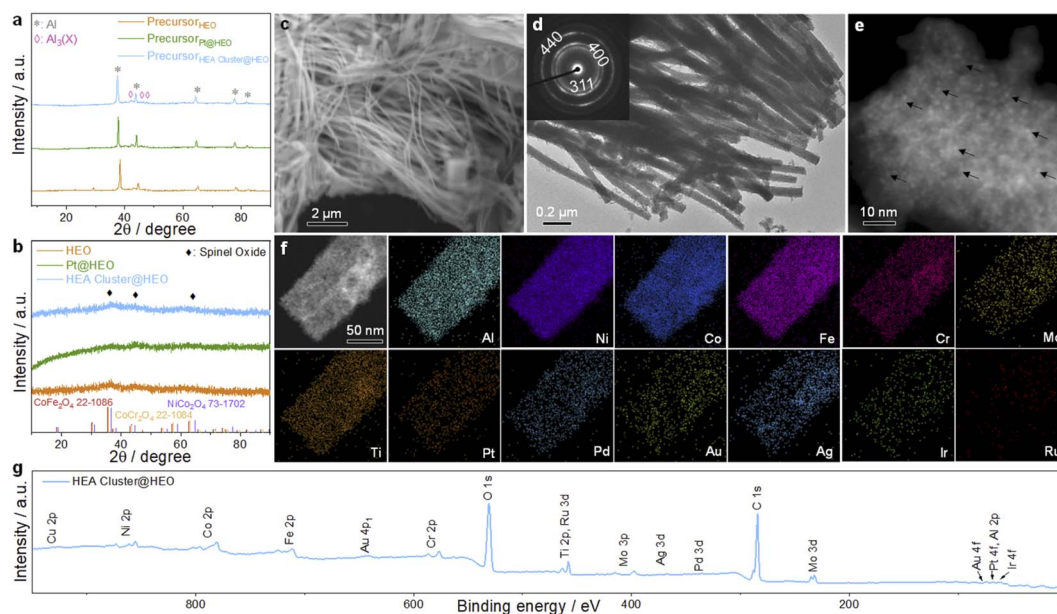 a
*: Al
◊: Al₃(X)
Precursor_HEO
Precursor_Pt@HEO
Precursor_HEA Cluster@HEO
Intensity / a.u.
20 40 60 80
2θ / degree
b
♦: Spinel Oxide
HEO
Pt@HEO
HEA Cluster@HEO
Intensity / a.u.
CoFe₂O₄ 22-1086
NiCo₂O₄ 73-1702
CoCr₂O₄ 22-1084
20 40 60 80
2θ / degree
c
2 µm
d
440
400
311
0.2 µm
e
10 nm
f
50 nm
Al
Ni
Co
Fe
Cr
Mo
Ti
Pt
Pd
Au
Ag
Ir
Ru
g
HEA Cluster@HEO
Intensity / a.u.
Cu 2p
Ni 2p
Co 2p
Fe 2p
Au 4p₁
Cr 2p
O 1s
Ti 2p, Ru 3d
Mo 3p
Ag 3d
Pd 3d
C 1s
Mo 3d
Au 4f
Pt 4f, Al 2p
Ir 4f
800 600 400 200
Binding energy / eV